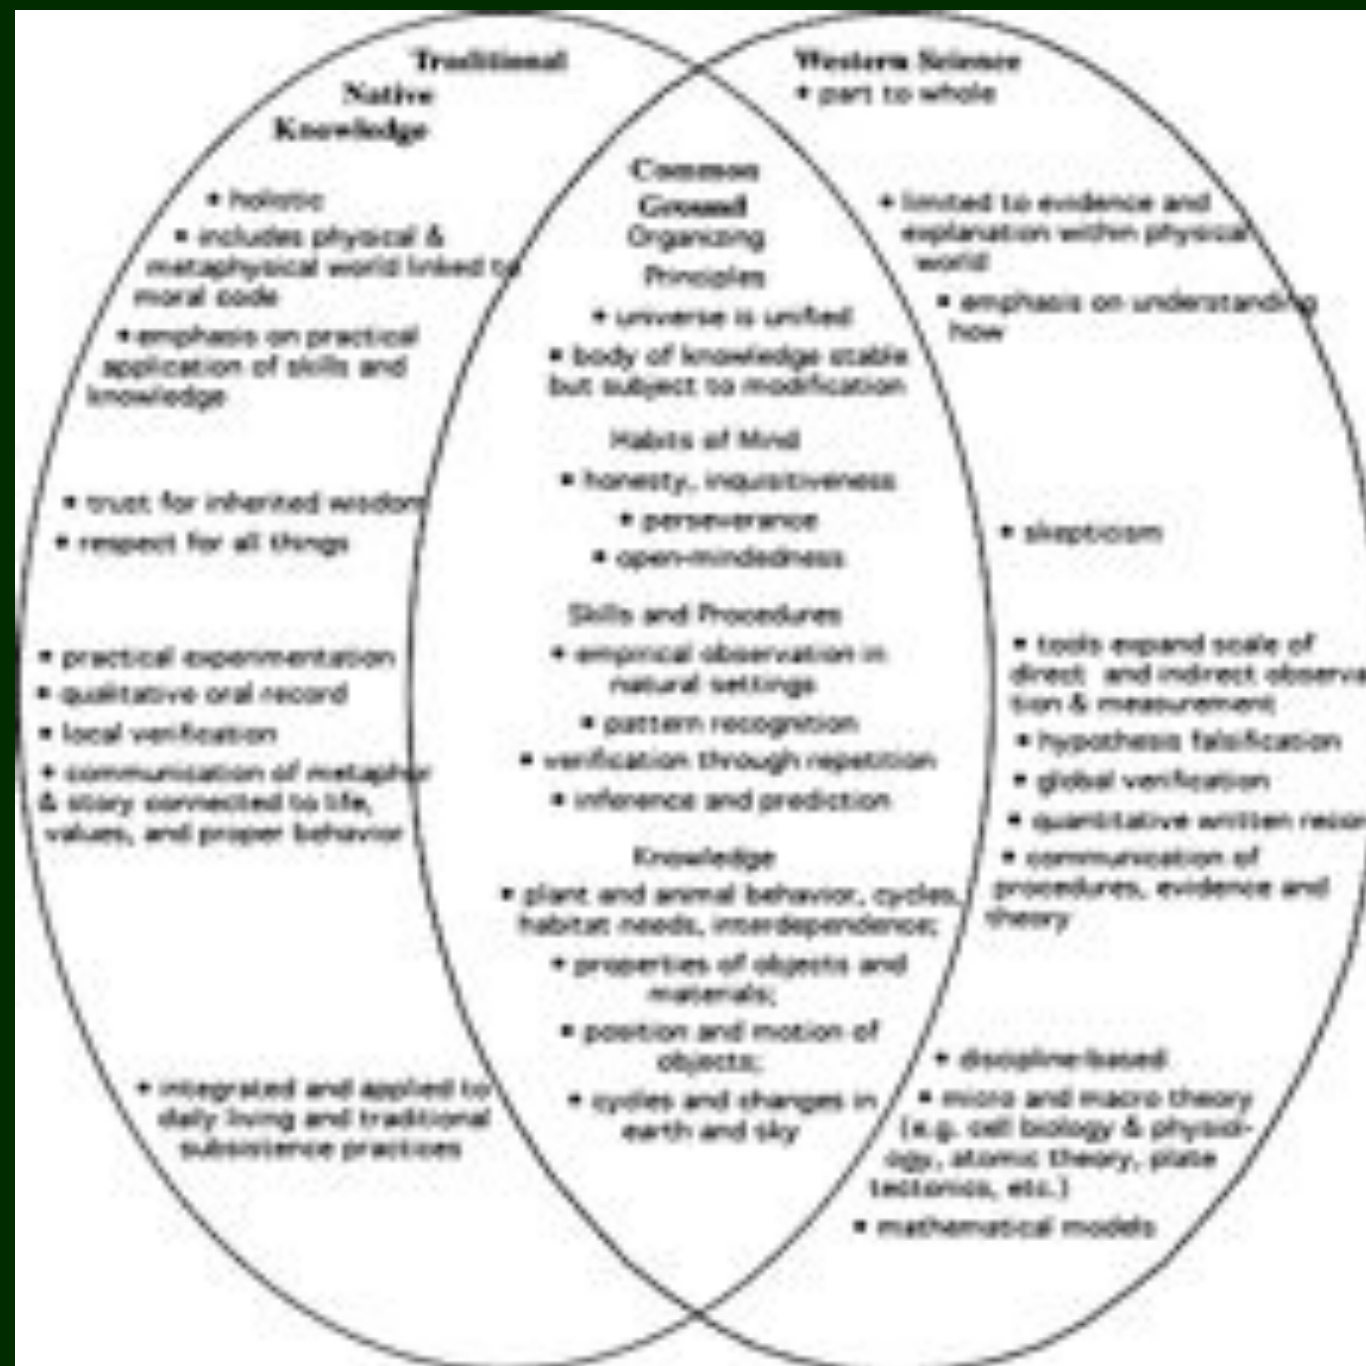 Traditional
Native
Knowledge
• holistic
• includes physical &
metaphysical world linked to
moral code
• emphasis on practical
application of skills and
knowledge
• trust for inherited wisdom
• respect for all things
• practical experimentation
• qualitative oral record
• local verification
• communication of metaphor
& story connected to life,
values, and proper behavior
• integrated and applied to
daily living and traditional
subsistence practices
Common
Ground
Organizing
Principles
• universe is unified
• body of knowledge stable
but subject to modification
Habits of Mind
• honesty, inquisitiveness
• perseverance
• open-mindedness
Skills and Procedures
• empirical observation in
natural settings
• pattern recognition
• verification through repetition
• inference and prediction
Knowledge
• plant and animal behavior, cycles,
habitat needs, interdependence;
• properties of objects and
materials;
• position and motion of
objects;
• cycles and changes in
earth and sky
Western Science
• part to whole
• limited to evidence and
explanation within physical
world
• emphasis on understanding
how
• skepticism
• tools expand scale of
direct and indirect observa
tion & measurement
• hypothesis falsification
• global verification
• quantitative written recor
• communication of
procedures, evidence and
theory
• discipline-based
• micro and macro theory
(e.g. cell biology & physiol-
ogy, atomic theory, plate
tectonics, etc.)
• mathematical models